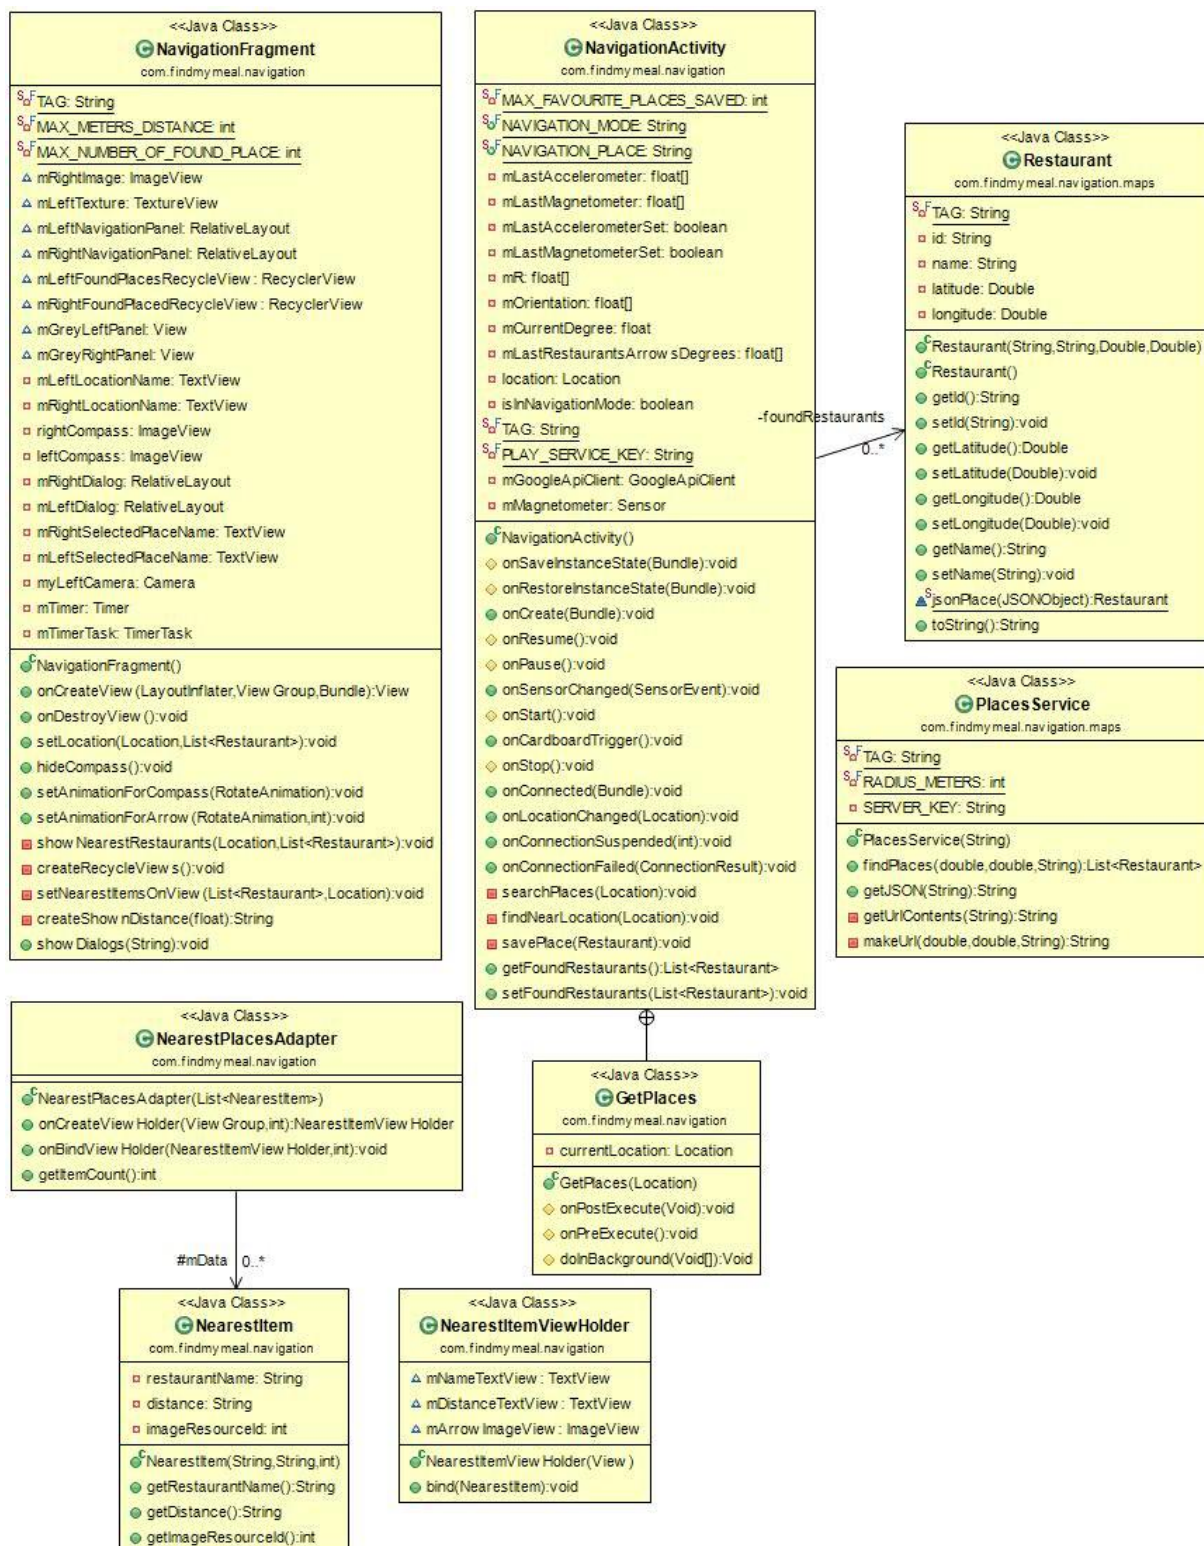 <<Java Class>>
NavigationFragment
com.findmymeal.navigation
TAG: String
MAX_METERS_DISTANCE: int
MAX_NUMBER_OF_FOUND_PLACE: int
mRightImage: ImageView
mLeftTexture: TextureView
mLeftNavigationPanel: RelativeLayout
mRightNavigationPanel: RelativeLayout
mLeftFoundPlacesRecycleView: RecyclerView
mRightFoundPlacedRecycleView: RecyclerView
mGreyLeftPanel: View
mGreyRightPanel: View
mLeftLocationName: TextView
mRightLocationName: TextView
rightCompass: ImageView
leftCompass: ImageView
mRightDialog: RelativeLayout
mLeftDialog: RelativeLayout
mRightSelectedPlaceName: TextView
mLeftSelectedPlaceName: TextView
myLeftCamera: Camera
mTimer: Timer
mTimerTask: TimerTask
NavigationFragment()
onCreateView(LayoutInflater,ViewGroup,Bundle):View
onDestroyView():void
setLocation(Location,List<Restaurant>):void
hideCompass():void
setAnimationForCompass(RotateAnimation):void
setAnimationForArrow(RotateAnimation,int):void
showNearestRestaurants(Location,List<Restaurant>):void
createRecycleViews():void
setNearestItemsOnView(List<Restaurant>,Location):void
createShownDistance(float):String
showDialogs(String):void
<<Java Class>>
NavigationActivity
com.findmymeal.navigation
MAX_FAVOURITE_PLACES_SAVED: int
NAVIGATION_MODE: String
NAVIGATION_PLACE: String
mLastAccelerometer: float[]
mLastMagnetometer: float[]
mLastAccelerometerSet: boolean
mLastMagnetometerSet: boolean
mR: float[]
mOrientation: float[]
mCurrentDegree: float
mLastRestaurantsArrowsDegrees: float[]
location: Location
isInNavigationMode: boolean
TAG: String
PLAY_SERVICE_KEY: String
mGoogleApiClient: GoogleApiClient
mMagnetometer: Sensor
NavigationActivity()
onSaveInstanceState(Bundle):void
onRestoreInstanceState(Bundle):void
onCreate(Bundle):void
onResume():void
onPause():void
onSensorChanged(SensorEvent):void
onStart():void
onCardboardTrigger():void
onStop():void
onConnected(Bundle):void
onLocationChanged(Location):void
onConnectionSuspended(int):void
onConnectionFailed(ConnectionResult):void
searchPlaces(Location):void
findNearLocation(Location):void
savePlace(Restaurant):void
getFoundRestaurants():List<Restaurant>
setFoundRestaurants(List<Restaurant>):void
-foundRestaurants
0..*
<<Java Class>>
Restaurant
com.findmymeal.navigation.maps
TAG: String
id: String
name: String
latitude: Double
longitude: Double
Restaurant(String,String,Double,Double)
Restaurant()
getId():String
setId(String):void
getLatitude():Double
setLatitude(Double):void
getLongitude():Double
setLongitude(Double):void
getName():String
setName(String):void
jsonPlace(JSONObject):Restaurant
toString():String
<<Java Class>>
PlacesService
com.findmymeal.navigation.maps
TAG: String
RADIUS_METERS: int
SERVER_KEY: String
PlacesService(String)
findPlaces(double,double,String):List<Restaurant>
getJSON(String):String
getUrlContents(String):String
makeUrl(double,double,String):String
<<Java Class>>
NearestPlacesAdapter
com.findmymeal.navigation
NearestPlacesAdapter(List<NearestItem>)
onCreateViewHolder(ViewGroup,int):NearestItemViewHolder
onBindViewHolder(NearestItemViewHolder,int):void
getItemCount():int
#mData
0..*
<<Java Class>>
GetPlaces
com.findmymeal.navigation
currentLocation: Location
GetPlaces(Location)
onPostExecute(Void):void
onPreExecute():void
doInBackground(Void[]):Void
<<Java Class>>
NearestItem
com.findmymeal.navigation
restaurantName: String
distance: String
imageResourceId: int
NearestItem(String,String,int)
getRestaurantName():String
getDistance():String
getImageResourceId():int
<<Java Class>>
NearestItemViewHolder
com.findmymeal.navigation
mNameTextView: TextView
mDistanceTextView: TextView
mArrowImageView: ImageView
NearestItemViewHolder(View)
bind(NearestItem):void